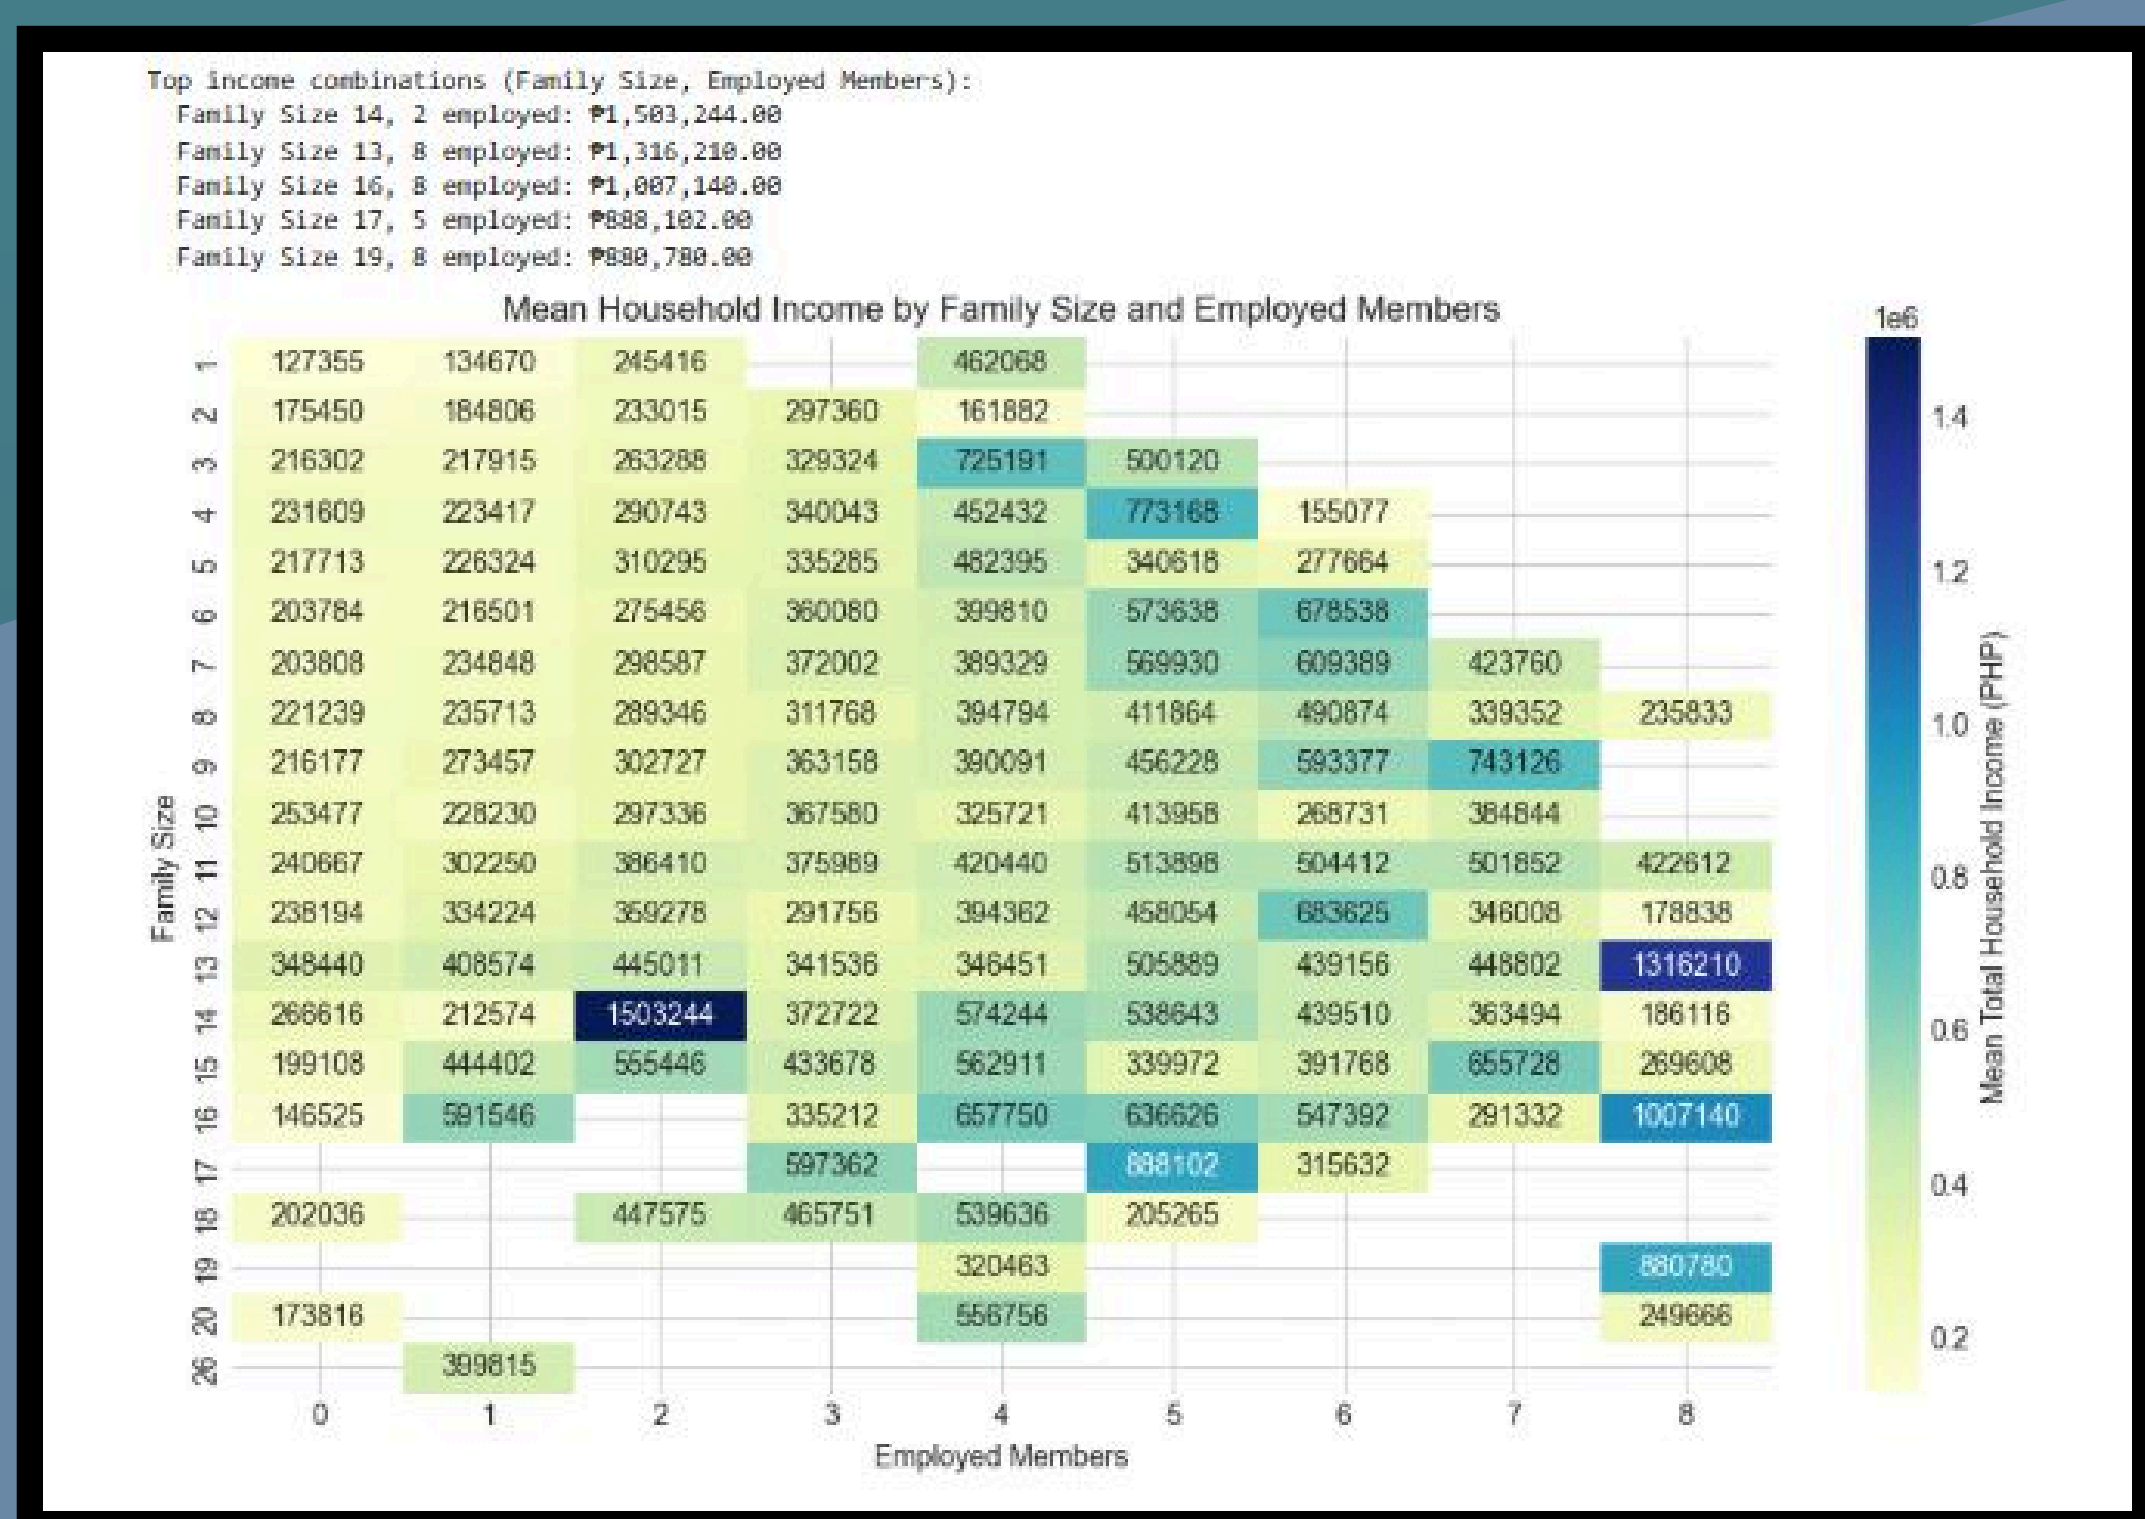 Top income combinations (Family Size, Employed Members):
Family Size 14, 2 employed: ₱1,503,244.00
Family Size 13, 8 employed: ₱1,316,210.00
Family Size 16, 8 employed: ₱1,007,140.00
Family Size 17, 5 employed: ₱888,102.00
Family Size 19, 8 employed: ₱880,780.00
Mean Household Income by Family Size and Employed Members
1e6
1 127355 134670 245416 462068
2 175450 184806 233015 297360 161882
3 216302 217915 263288 329324 725191 500120
4 231609 223417 290743 340043 452432 773168 155077
5 217713 226324 310295 335285 482395 340618 277664
6 203784 216501 275456 360080 399810 573638 678538
7 203808 234848 298587 372002 389329 569930 609389 423760
8 221239 235713 289346 311768 394794 411864 490874 339352 235833
9 216177 273457 302727 363158 390091 456228 593377 743126
10 253477 228230 297336 367580 325721 413958 268731 384844
11 240667 302250 386410 375989 420440 513898 504412 501852 422612
12 238194 334224 359278 291756 394362 458054 683625 346008 178838
13 348440 408574 445011 341536 346451 505889 439156 448802 1316210
14 266616 212574 1503244 372722 574244 538643 439510 363494 186116
15 199108 444402 555446 433678 562911 339972 391768 655728 269608
16 146525 591546 335212 657750 636626 547392 291332 1007140
17 597362 888102 315632
18 202036 447575 465751 539636 205265
19 320463 880780
20 173816 556756 249666
26 399815
0 1 2 3 4 5 6 7 8
Employed Members
Family Size
1.4
1.2
1.0
0.8
0.6
0.4
0.2
Mean Total Household Income (PHP)